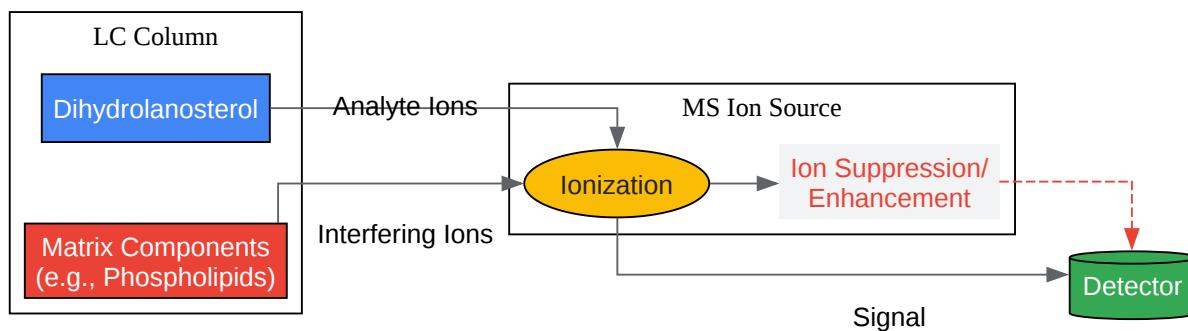 LC Column
Dihydrolanosterol
Analyte Ions
MS Ion Source
Ionization
Ion Suppression/
Enhancement
Matrix Components
(e.g., Phospholipids)
Interfering Ions
Detector
Signal